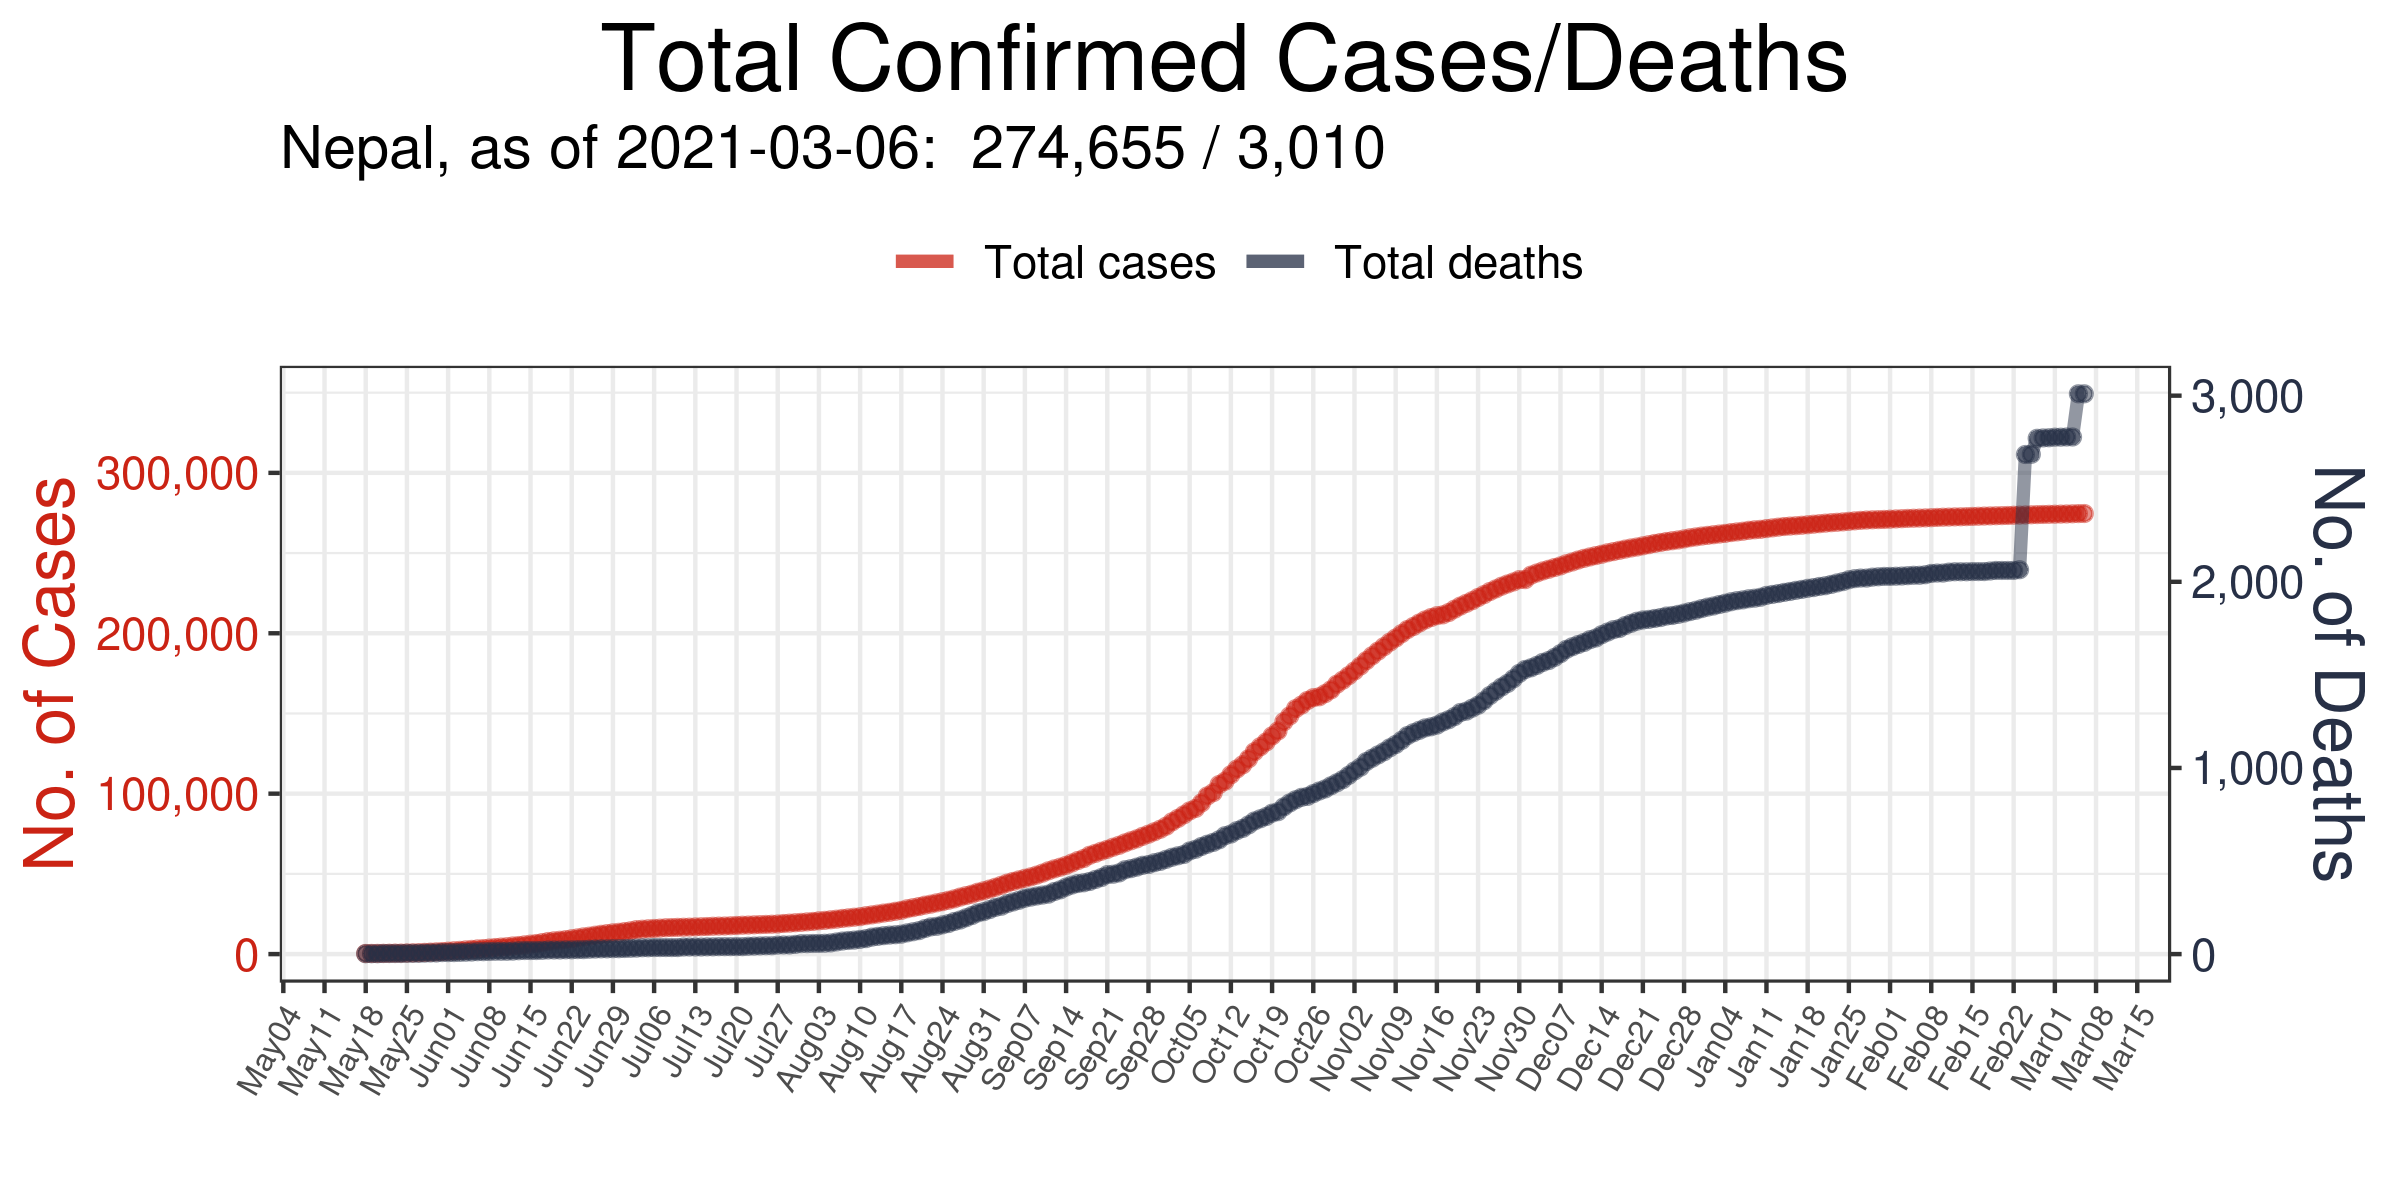 Total Confirmed Cases/Deaths
Nepal, as of 2021-03-06:  274,655 / 3,010
Total cases
Total deaths
No. of Cases
300,000
200,000
100,000
0
3,000
2,000
1,000
0
No. of Deaths
May04
May11
May18
May25
Jun01
Jun08
Jun15
Jun22
Jun29
Jul06
Jul13
Jul20
Jul27
Aug03
Aug10
Aug17
Aug24
Aug31
Sep07
Sep14
Sep21
Sep28
Oct05
Oct12
Oct19
Oct26
Nov02
Nov09
Nov16
Nov23
Nov30
Dec07
Dec14
Dec21
Dec28
Jan04
Jan11
Jan18
Jan25
Feb01
Feb08
Feb15
Feb22
Mar01
Mar08
Mar15